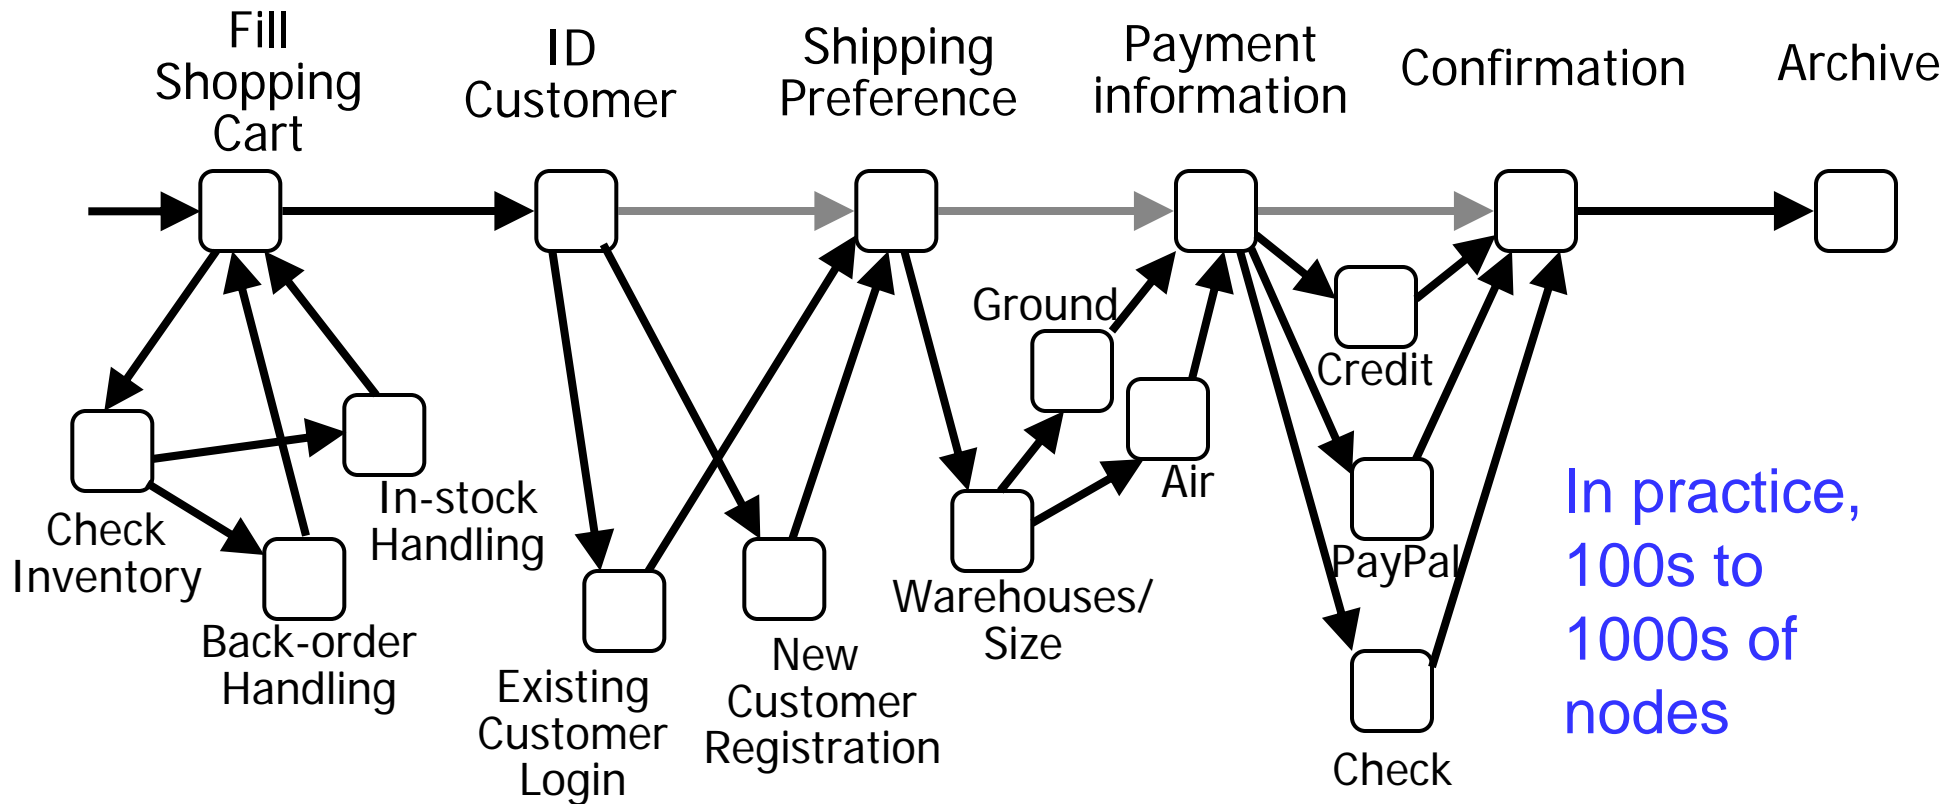 Fill
Shopping
Cart
ID
Customer
Shipping
Preference
Payment
information
Confirmation
Archive
Ground
Credit
Air
Check
Inventory
In-stock
Handling
Back-order
Handling
Existing
Customer
Login
New
Customer
Registration
Warehouses/
Size
PayPal
Check
In practice,
100s to
1000s of
nodes